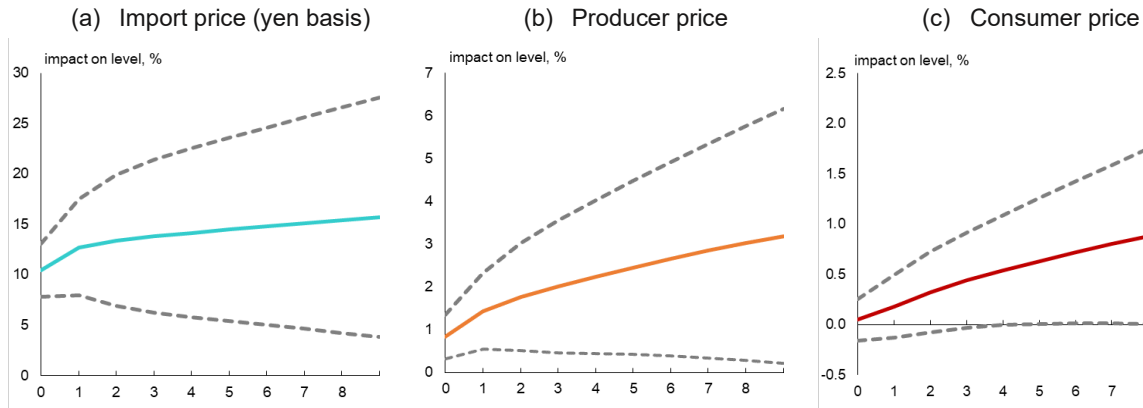 (a) Import price (yen basis)
(b) Producer price
(c) Consumer price
impact on level, %
30
25
20
15
10
5
0
0 1 2 3 4 5 6 7 8
impact on level, %
7
6
5
4
3
2
1
0
0 1 2 3 4 5 6 7 8
impact on level, %
2.5
2.0
1.5
1.0
0.5
0.0
-0.5
0 1 2 3 4 5 6 7